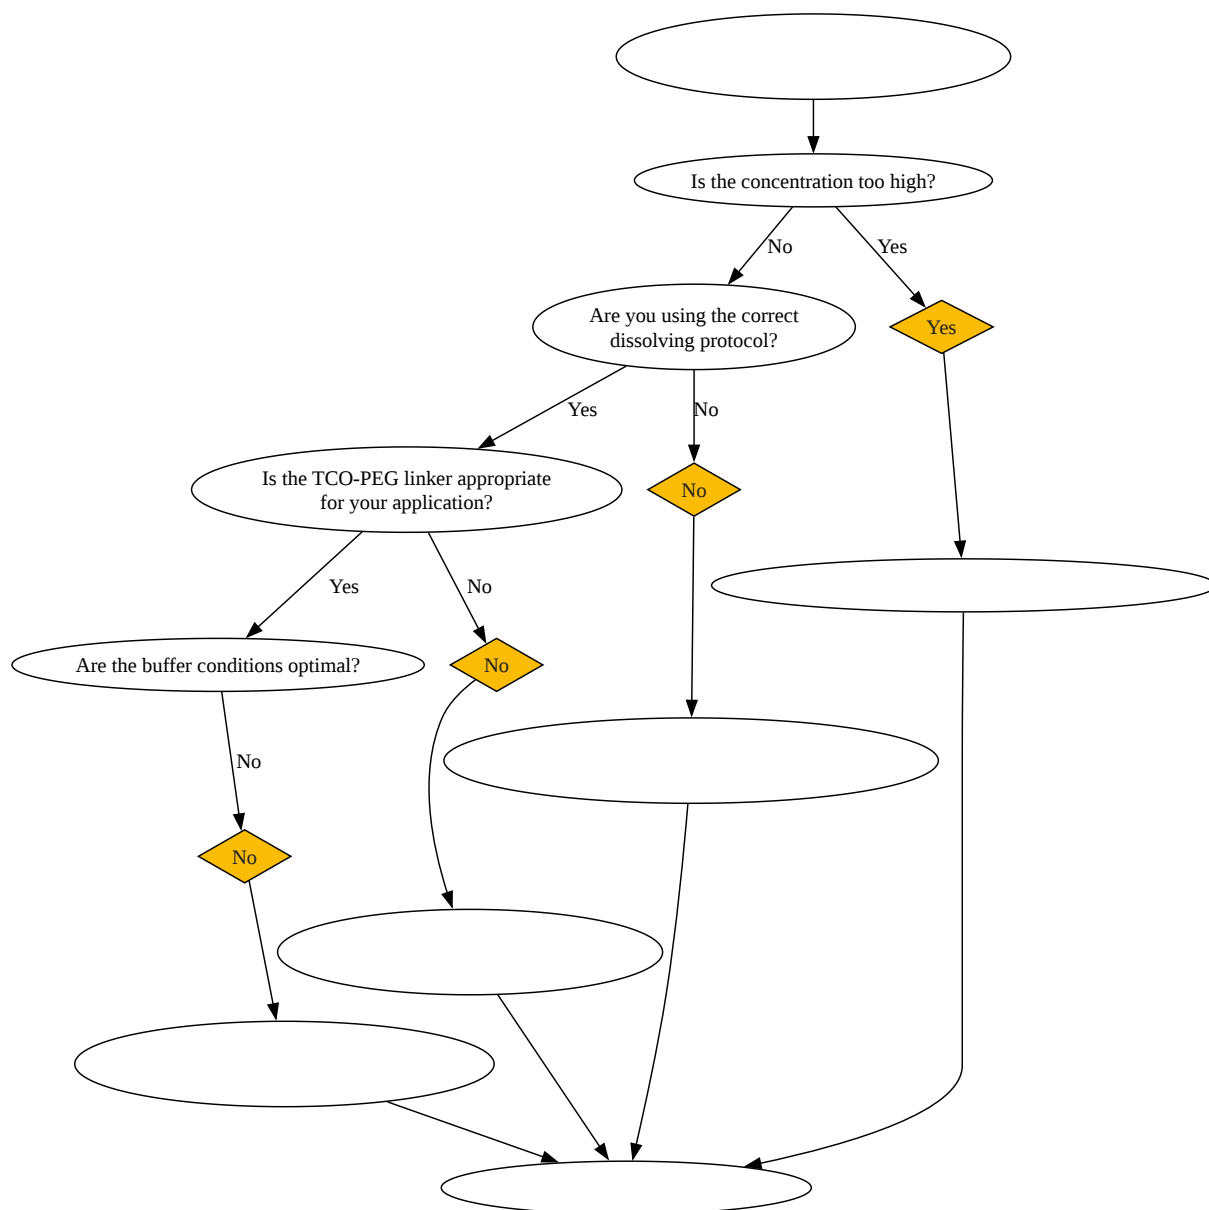 Is the concentration too high?
No
Yes
Are you using the correct
dissolving protocol?
Yes
Yes
No
Is the TCO-PEG linker appropriate
for your application?
No
Yes
No
Are the buffer conditions optimal?
No
No
No